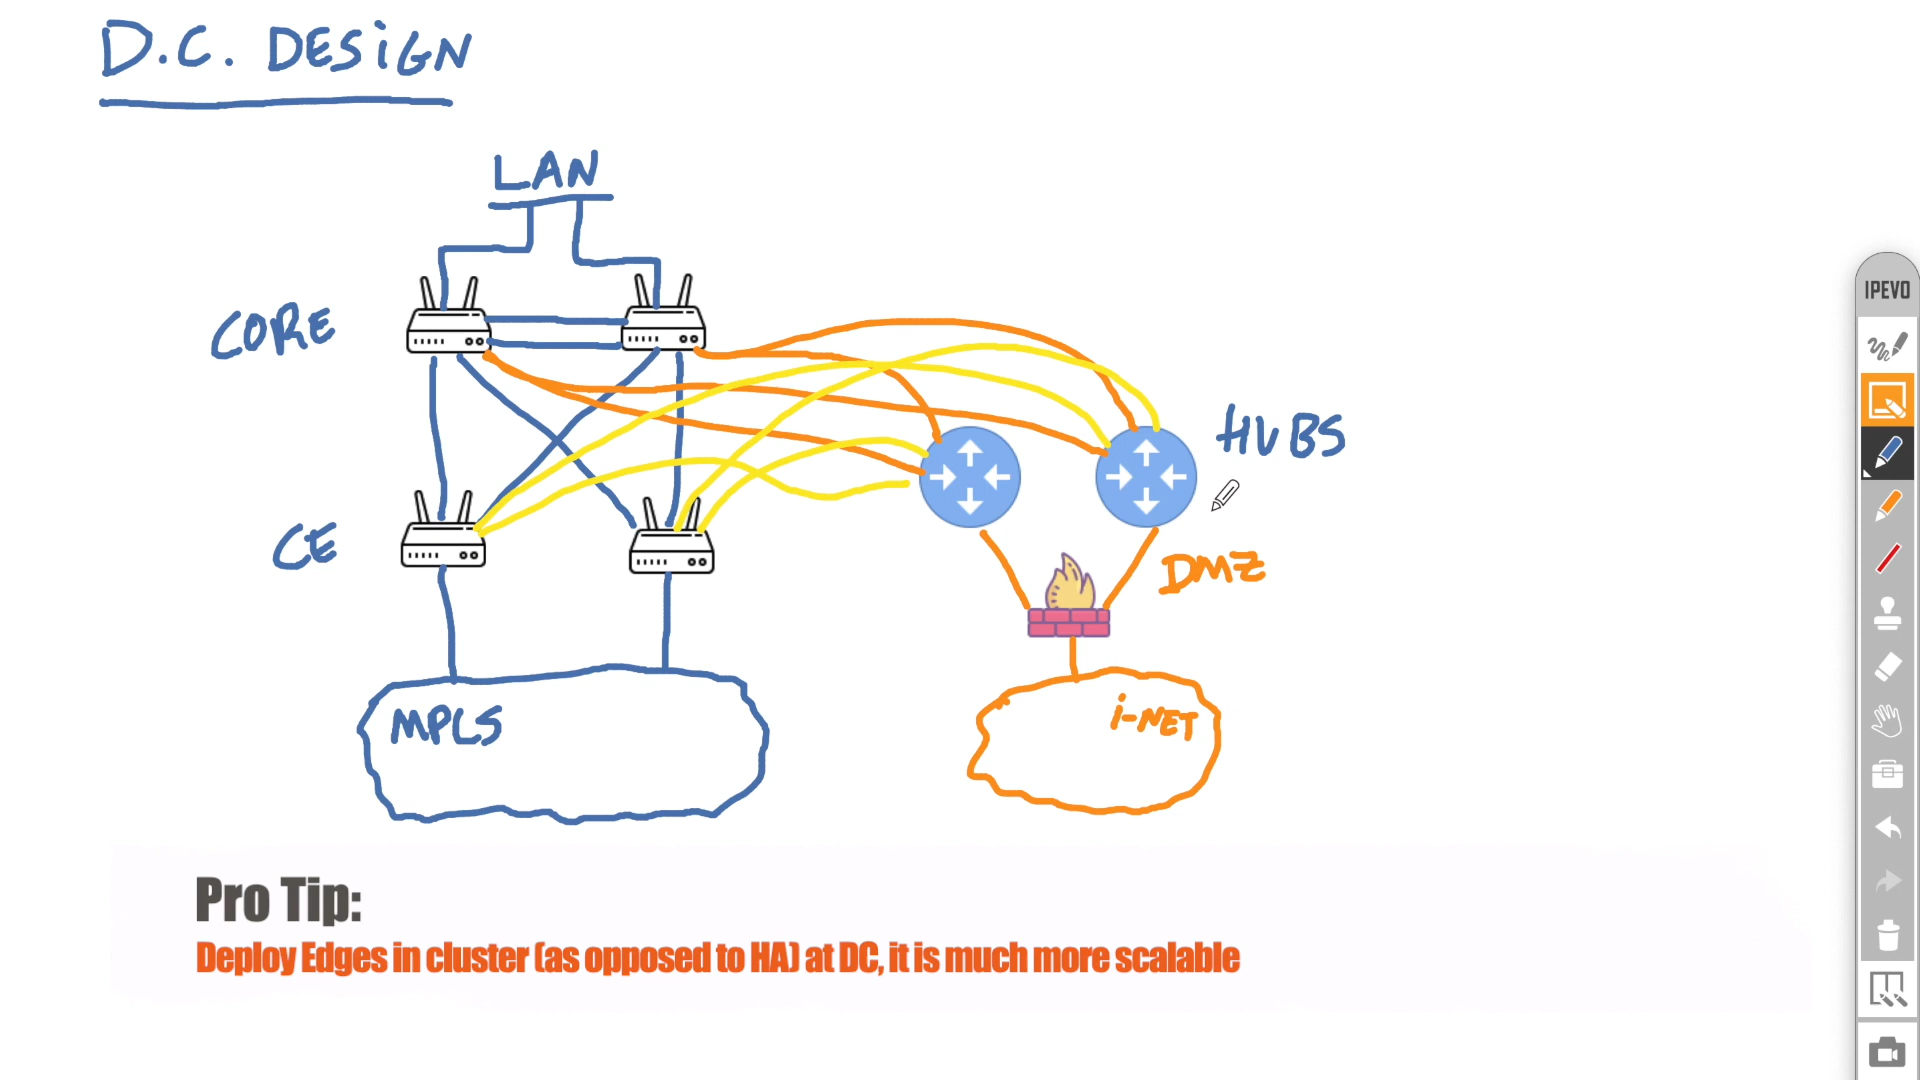 D.C. DESiGN
LAN
CORE
HUBS
CE
DMZ
MPLS
i-NET
Pro Tip:
Deploy Edges in cluster (as opposed to HA) at DC, it is much more scalable
IPEVO